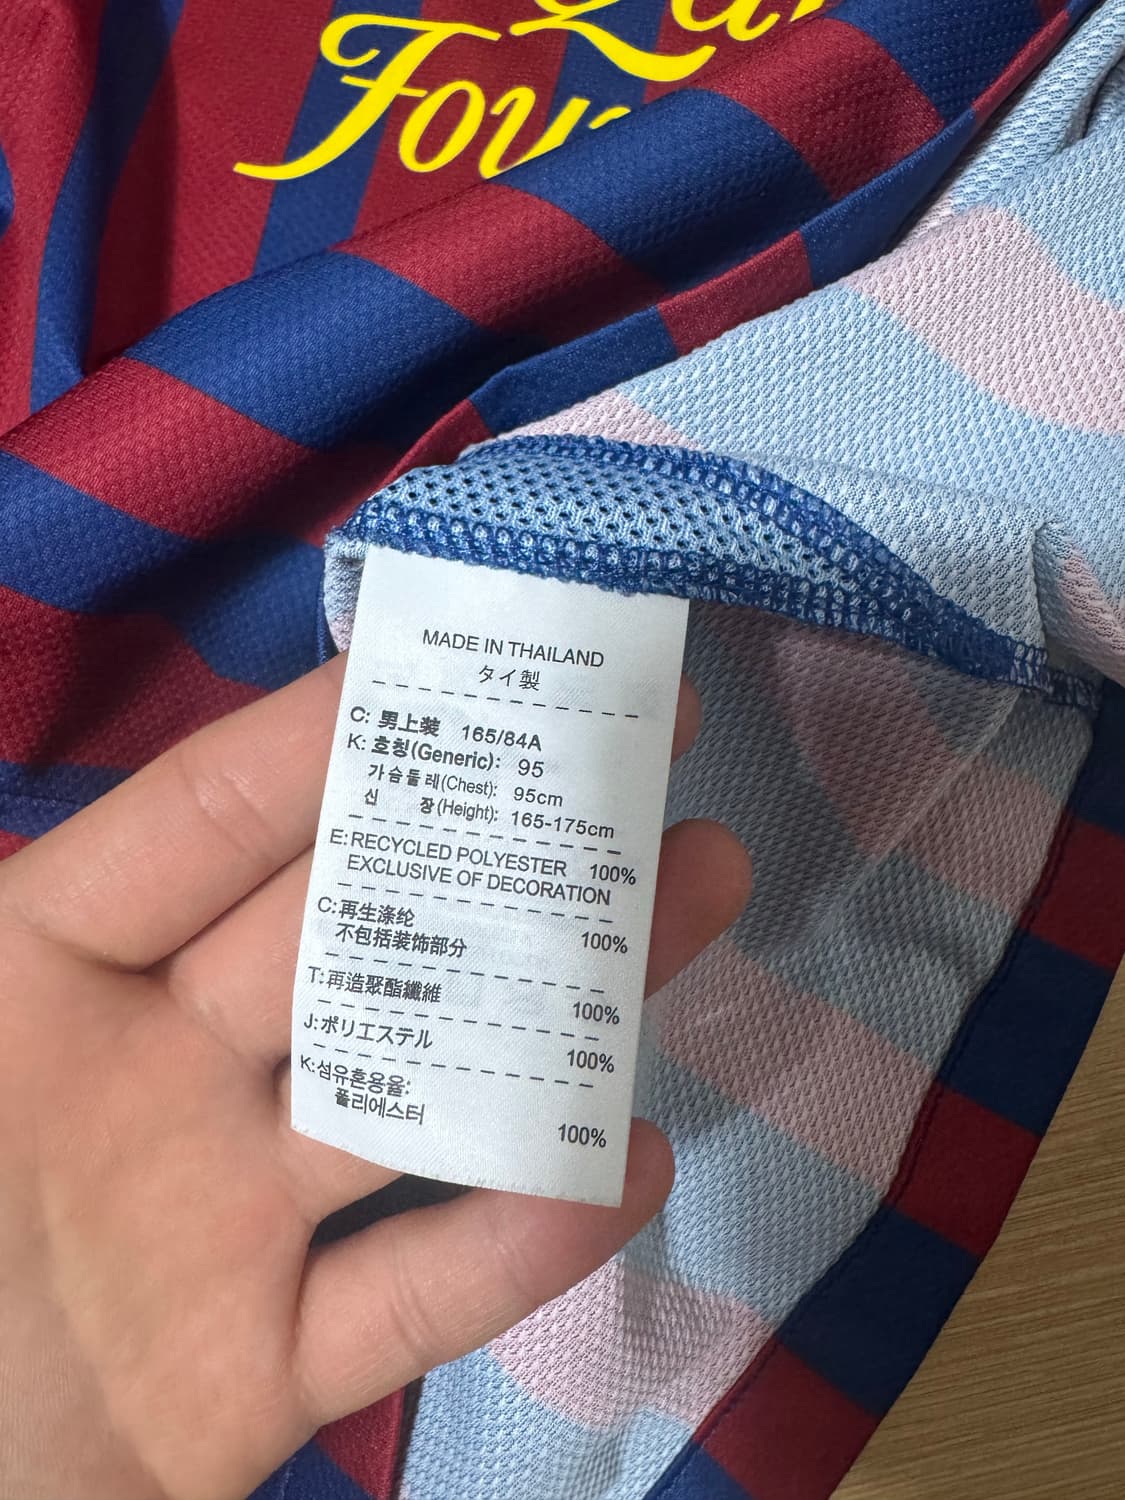 Fou
MADE IN THAILAND
タイ製
C: 男上装 165/84A
K: 호칭(Generic): 95
가슴둘레(Chest): 95cm
신 장(Height): 165-175cm
E:RECYCLED POLYESTER 100%
EXCLUSIVE OF DECORATION
C:再生涤纶 100%
不包括装饰部分
T:再造聚酯纖維 100%
J:ポリエステル 100%
K:섬유혼용율:
폴리에스터 100%